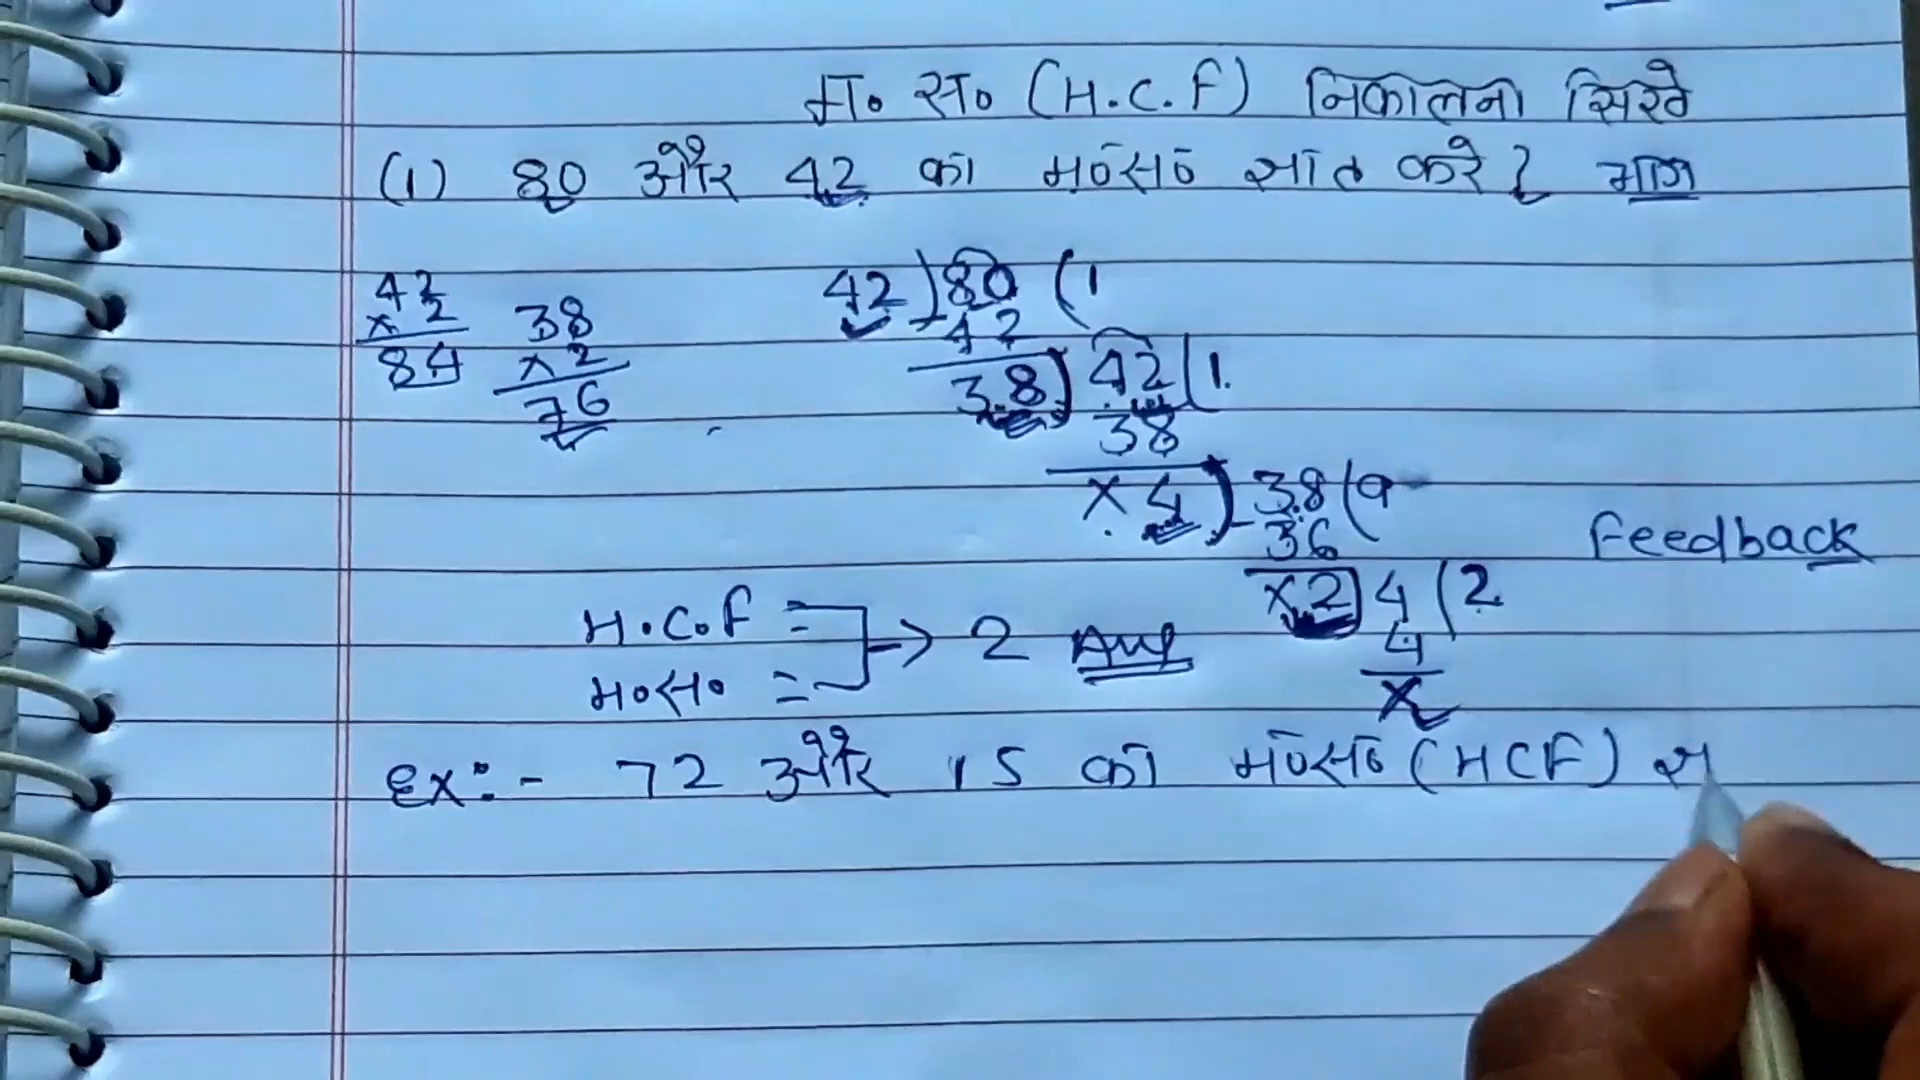 म० स० (H.C.F) निकालना सिखे
(1) 80 और 42 का म०स० ज्ञात करे? भाग
42 ) 80 ( 1
42
38 ) 42 ( 1
38
× 4 ) 38 ( 9
36
× 2 ) 4 ( 2
4
×
42
× 2
84
38
× 2
76
Feedback
H.C.F =
म०स० =
→ 2 Ans
Ex:- 72 और 15 का म०स० (HCF)